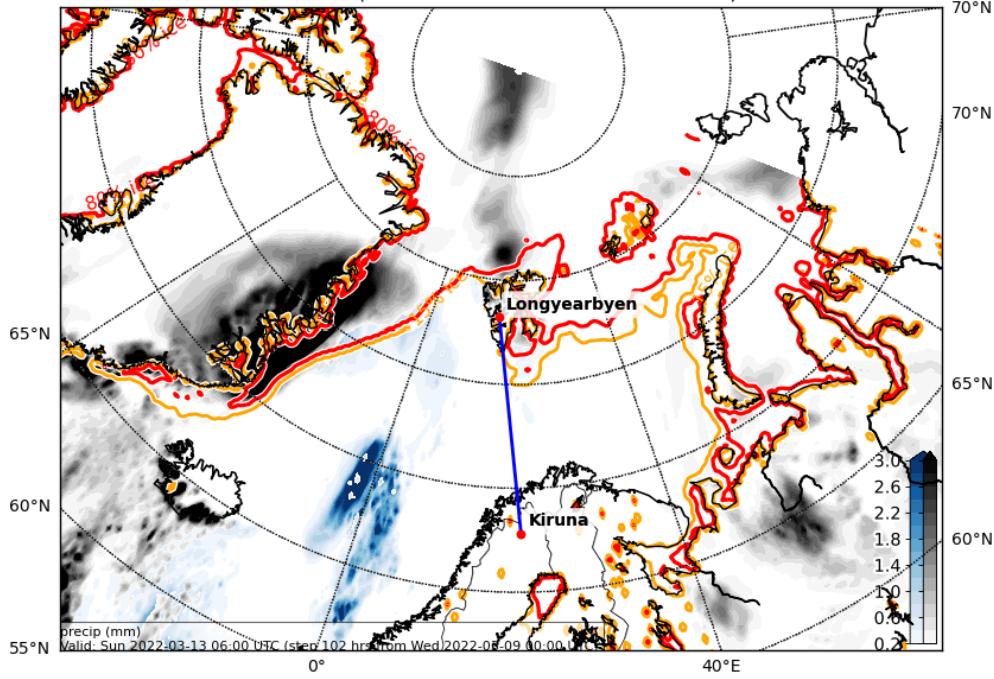 70°N
80% ice
80% ice
70°N
80% ice
Longyearbyen
65°N
65°N
3.0
2.6
60°N
Kiruna
2.2
60°N
1.8
1.4
1.0
0.6
precip (mm)
0.2
Valid: Sun 2022-03-13 06:00 UTC (step 102 hrs from Wed 2022-03-09 00:00 UTC)
55°N
0°
40°E